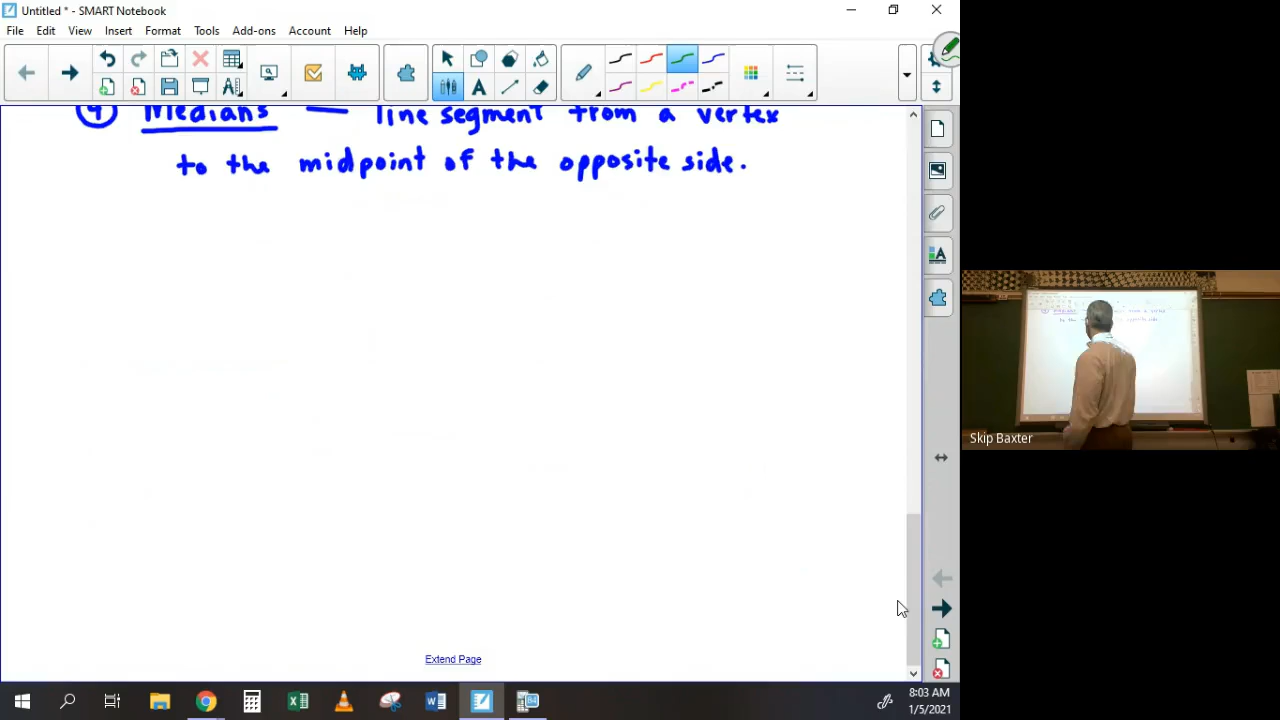 Untitled * - SMART Notebook
File Edit View Insert Format Tools Add-ons Account Help
④ Medians — line segment from a vertex
to the midpoint of the opposite side.
Extend Page
Skip Baxter
8:03 AM
1/5/2021